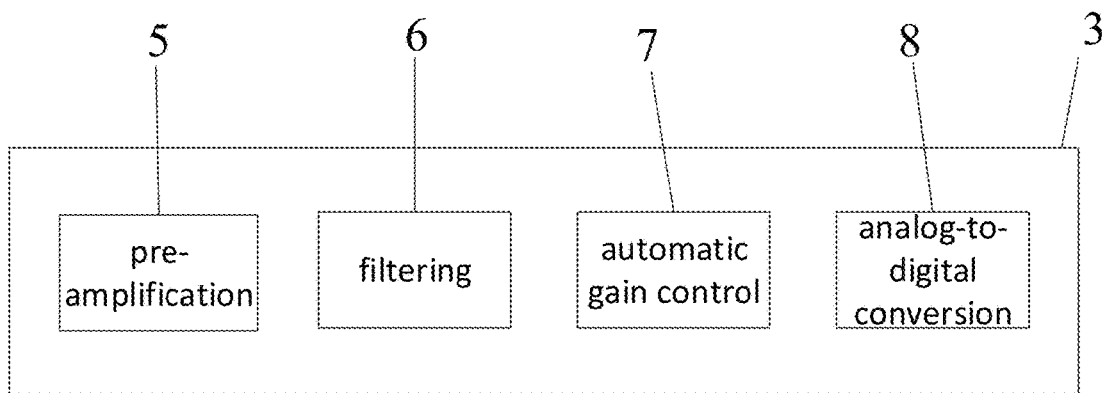 5
6
7
8
3
pre-
amplification
filtering
automatic
gain control
analog-to-
digital
conversion